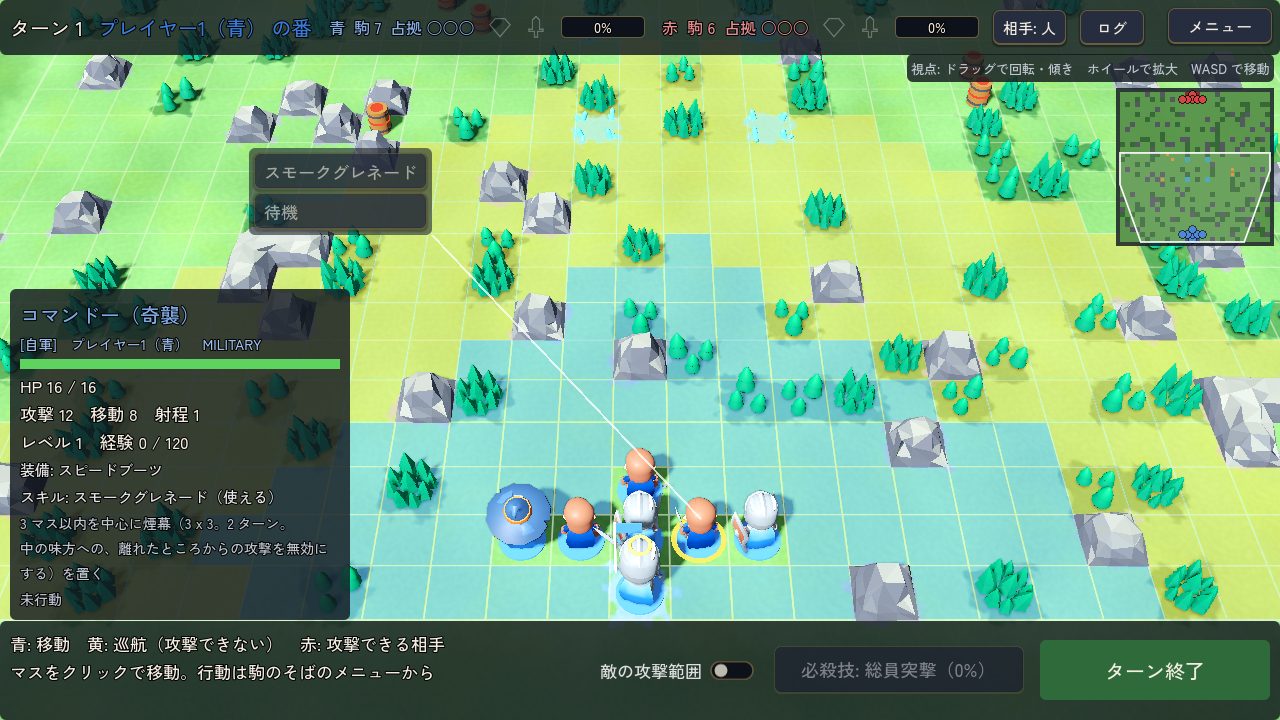 ターン 1 プレイヤー1（青） の番 青 駒 7 占拠 〇〇〇 0% 赤 駒 6 占拠 〇〇〇 0% 相手: 人 ログ メニュー
視点: ドラッグで回転・傾き ホイールで拡大 WASD で移動
スモークグレネード
待機
コマンドー（奇襲）
[自軍] プレイヤー1（青） MILITARY
HP 16 / 16
攻撃 12 移動 8 射程 1
レベル 1 経験 0 / 120
装備: スピードブーツ
スキル: スモークグレネード（使える）
3 マス以内を中心に煙幕（3 x 3。2 ターン。
中の味方への、離れたところからの攻撃を無効に
する）を置く
未行動
青: 移動 黄: 巡航（攻撃できない） 赤: 攻撃できる相手
マスをクリックで移動。行動は駒のそばのメニューから
敵の攻撃範囲
必殺技: 総員突撃（0%）
ターン終了